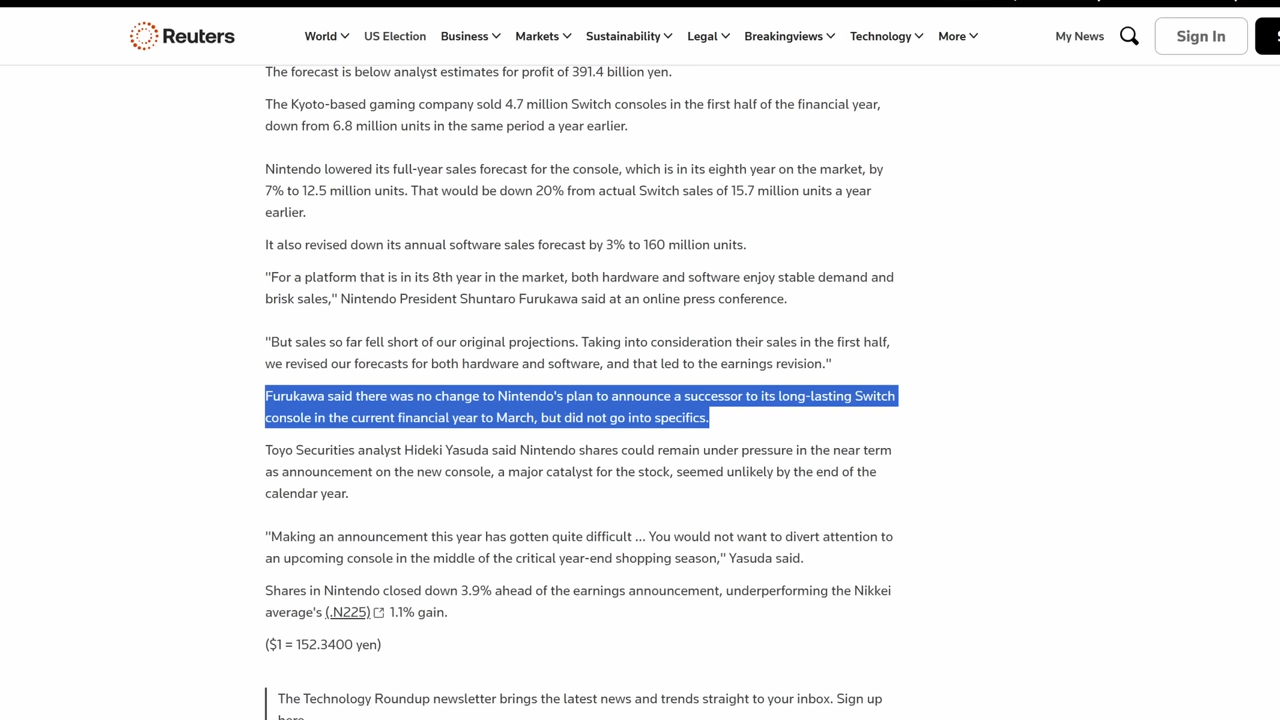 Reuters
World
US Election
Business
Markets
Sustainability
Legal
Breakingviews
Technology
More
My News
Sign In
The forecast is below analyst estimates for profit of 391.4 billion yen.
The Kyoto-based gaming company sold 4.7 million Switch consoles in the first half of the financial year,
down from 6.8 million units in the same period a year earlier.
Nintendo lowered its full-year sales forecast for the console, which is in its eighth year on the market, by
7% to 12.5 million units. That would be down 20% from actual Switch sales of 15.7 million units a year
earlier.
It also revised down its annual software sales forecast by 3% to 160 million units.
"For a platform that is in its 8th year in the market, both hardware and software enjoy stable demand and
brisk sales," Nintendo President Shuntaro Furukawa said at an online press conference.
"But sales so far fell short of our original projections. Taking into consideration their sales in the first half,
we revised our forecasts for both hardware and software, and that led to the earnings revision."
Furukawa said there was no change to Nintendo's plan to announce a successor to its long-lasting Switch
console in the current financial year to March, but did not go into specifics.
Toyo Securities analyst Hideki Yasuda said Nintendo shares could remain under pressure in the near term
as announcement on the new console, a major catalyst for the stock, seemed unlikely by the end of the
calendar year.
"Making an announcement this year has gotten quite difficult ... You would not want to divert attention to
an upcoming console in the middle of the critical year-end shopping season," Yasuda said.
Shares in Nintendo closed down 3.9% ahead of the earnings announcement, underperforming the Nikkei
average's (.N225) 1.1% gain.
($1 = 152.3400 yen)
The Technology Roundup newsletter brings the latest news and trends straight to your inbox. Sign up
here.